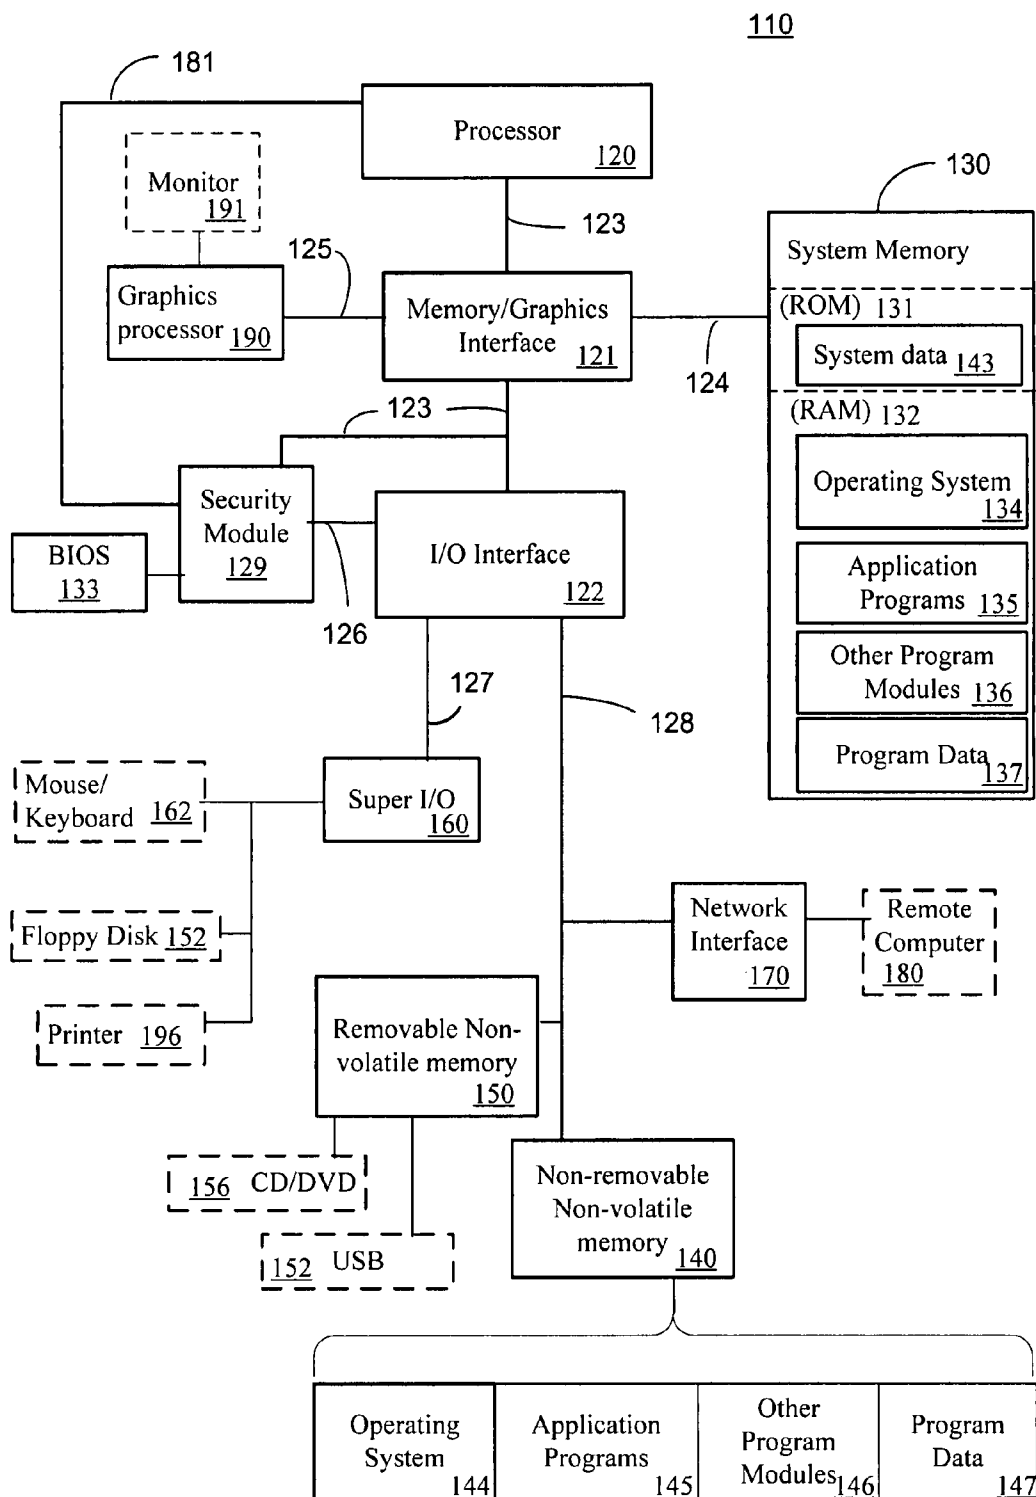 110
181
Processor
120
Monitor
191
123
130
125
System Memory
Graphics
processor 190
Memory/Graphics
Interface
121
124
(ROM) 131
System data 143
123
(RAM) 132
Operating System
134
Security
Module
129
I/O Interface
122
BIOS
133
126
Application
Programs 135
Other Program
Modules 136
127
128
Program Data
137
Mouse/
Keyboard 162
Super I/O
160
Floppy Disk 152
Network
Interface
170
Remote
Computer
180
Printer 196
Removable Non-
volatile memory
150
156 CD/DVD
152 USB
Non-removable
Non-volatile
memory 140
Operating
System
144
Application
Programs
145
Other
Program
Modules 146
Program
Data
147